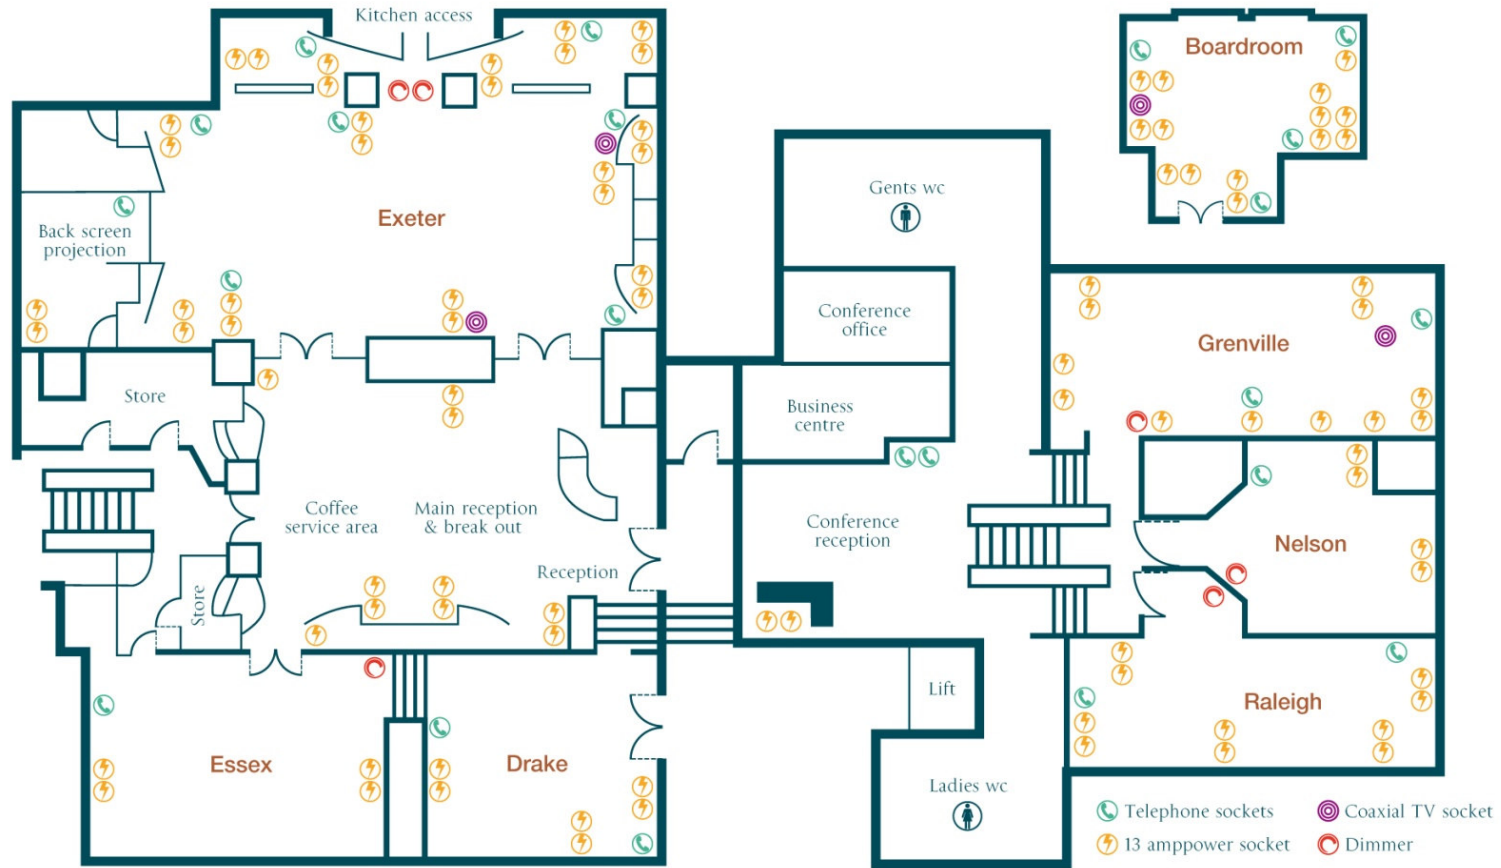 Kitchen access
Boardroom
Exeter
Back screen
projection
Gents wc
Conference
office
Grenville
Store
Business
centre
Coffee
service area
Main reception
& break out
Conference
reception
Nelson
Reception
Store
Lift
Raleigh
Essex
Drake
Ladies wc
Telephone sockets
Coaxial TV socket
13 amppower socket
Dimmer